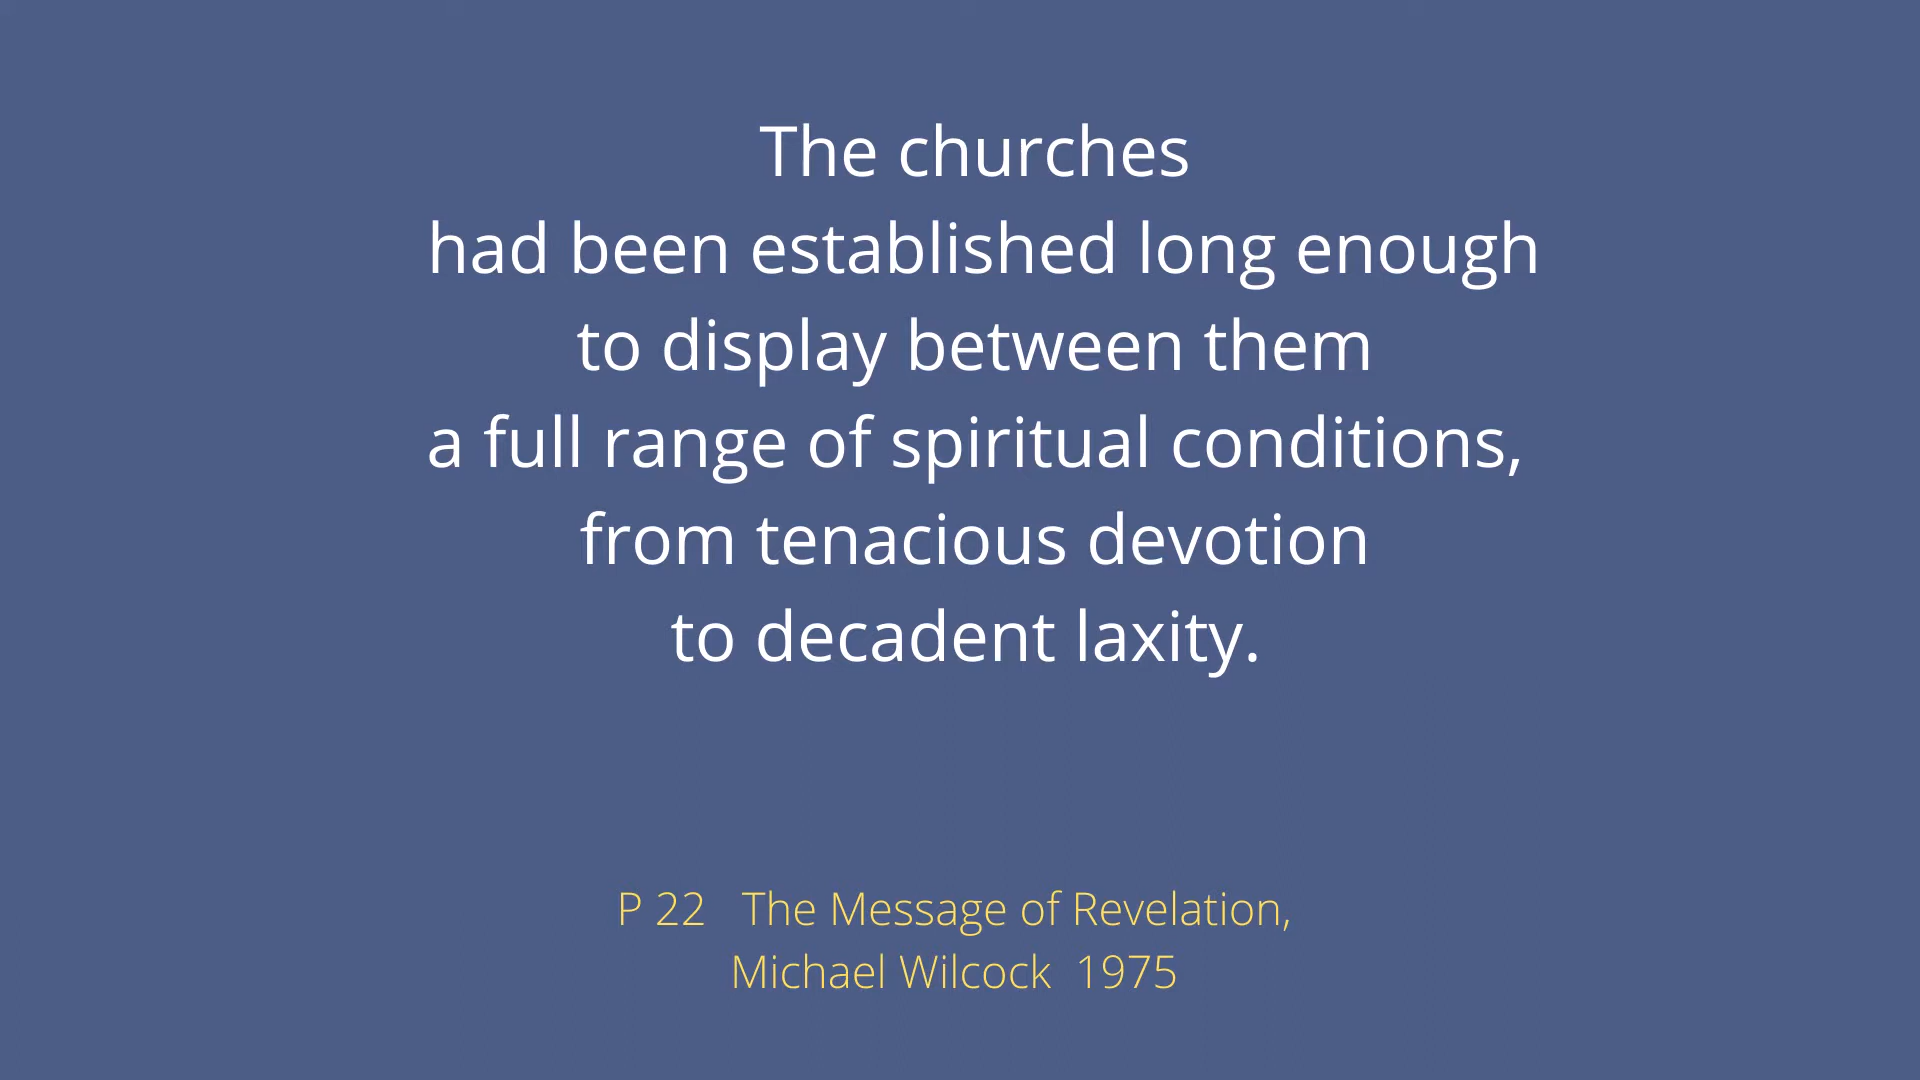 The churches
had been established long enough
to display between them
a full range of spiritual conditions,
from tenacious devotion
to decadent laxity.
P 22 The Message of Revelation,
Michael Wilcock 1975